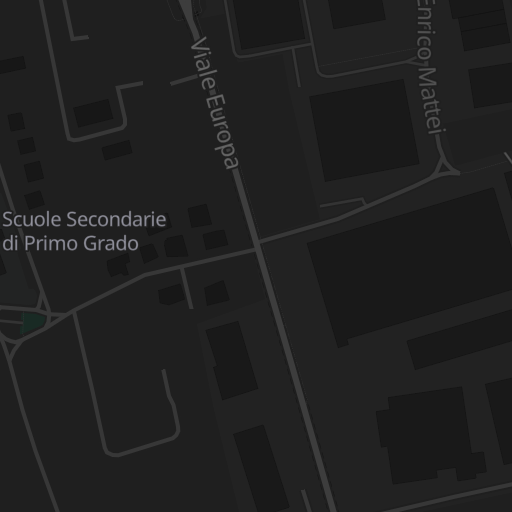 Enrico Mattei
Viale Europa
Scuole Secondarie
di Primo Grado